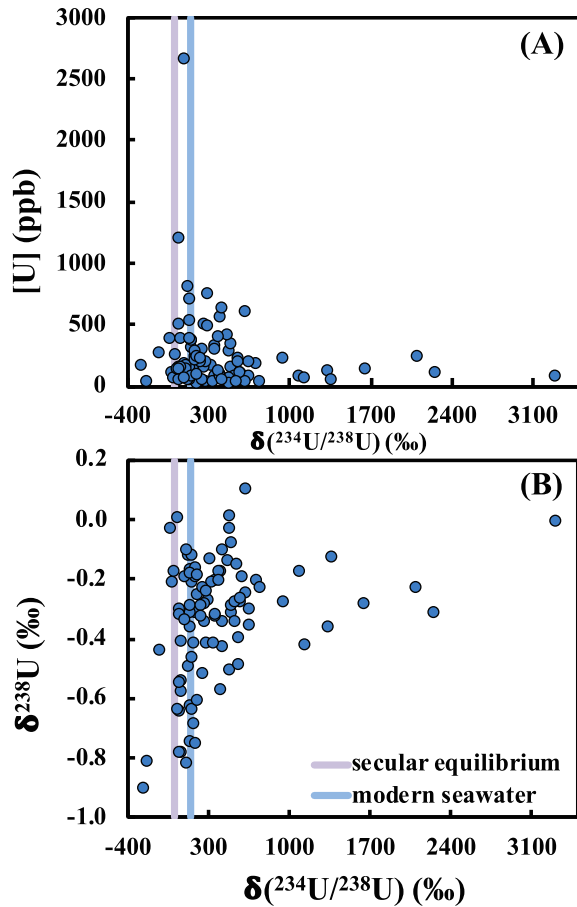 (A)
[U] (ppb)
3000
2500
2000
1500
1000
500
0
-400 300 1000 1700 2400 3100
δ(²³⁴U/²³⁸U) (‰)
(B)
δ²³⁸U (‰)
0.2
0.0
-0.2
-0.4
-0.6
-0.8
-1.0
secular equilibrium
modern seawater
-400 300 1000 1700 2400 3100
δ(²³⁴U/²³⁸U) (‰)